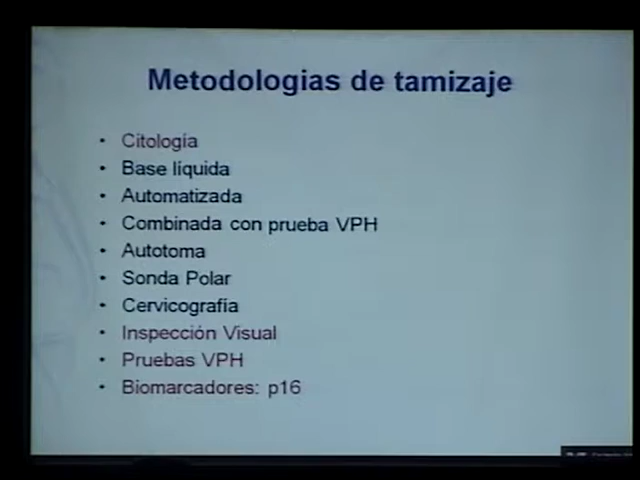 Metodologias de tamizaje
• Citología
• Base líquida
• Automatizada
• Combinada con prueba VPH
• Autotoma
• Sonda Polar
• Cervicografía
• Inspección Visual
• Pruebas VPH
• Biomarcadores: p16